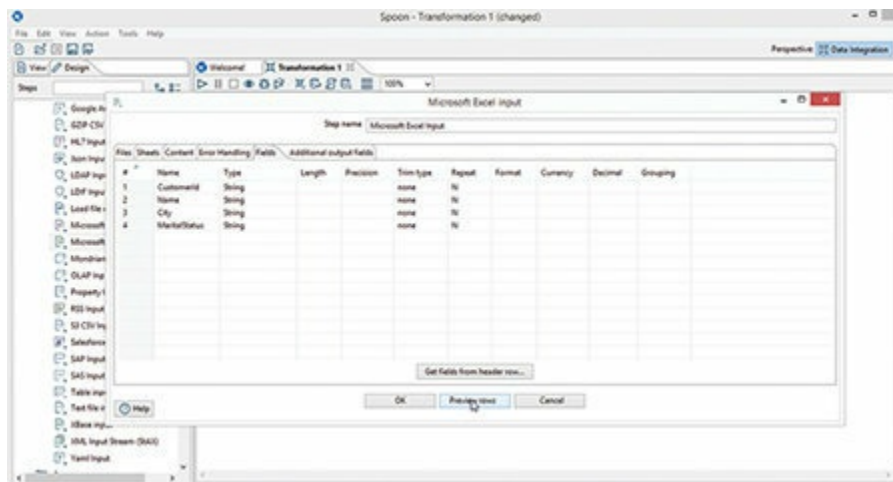 Spoon - Transformation 1 (changed)
File Edit View Action Tools Help
Perspective: Data Integration
View Design
Welcome! Transformation 1
Steps
100%
Microsoft Excel Input
Step name Microsoft Excel Input
Files Sheets Content Error Handling Fields Additional output fields
# Name Type Length Precision Trim type Repeat Format Currency Decimal Grouping
1 CustomerId String none N
2 Name String none N
3 City String none N
4 MaritalStatus String none N
Get fields from header row...
OK Preview rows Cancel
Help
Google A
GZIP CSV
HL7 Input
Json Inpu
LDAP Inp
LDIF Inpu
Load file
Microsoft
Microsoft
Mondrian
OLAP Inp
Property
RSS Input
S3 CSV In
Salesforce
SAP Input
SAS Input
Table inp
Text file i
XBase inp
XML Input Stream (StAX)
Yaml Input